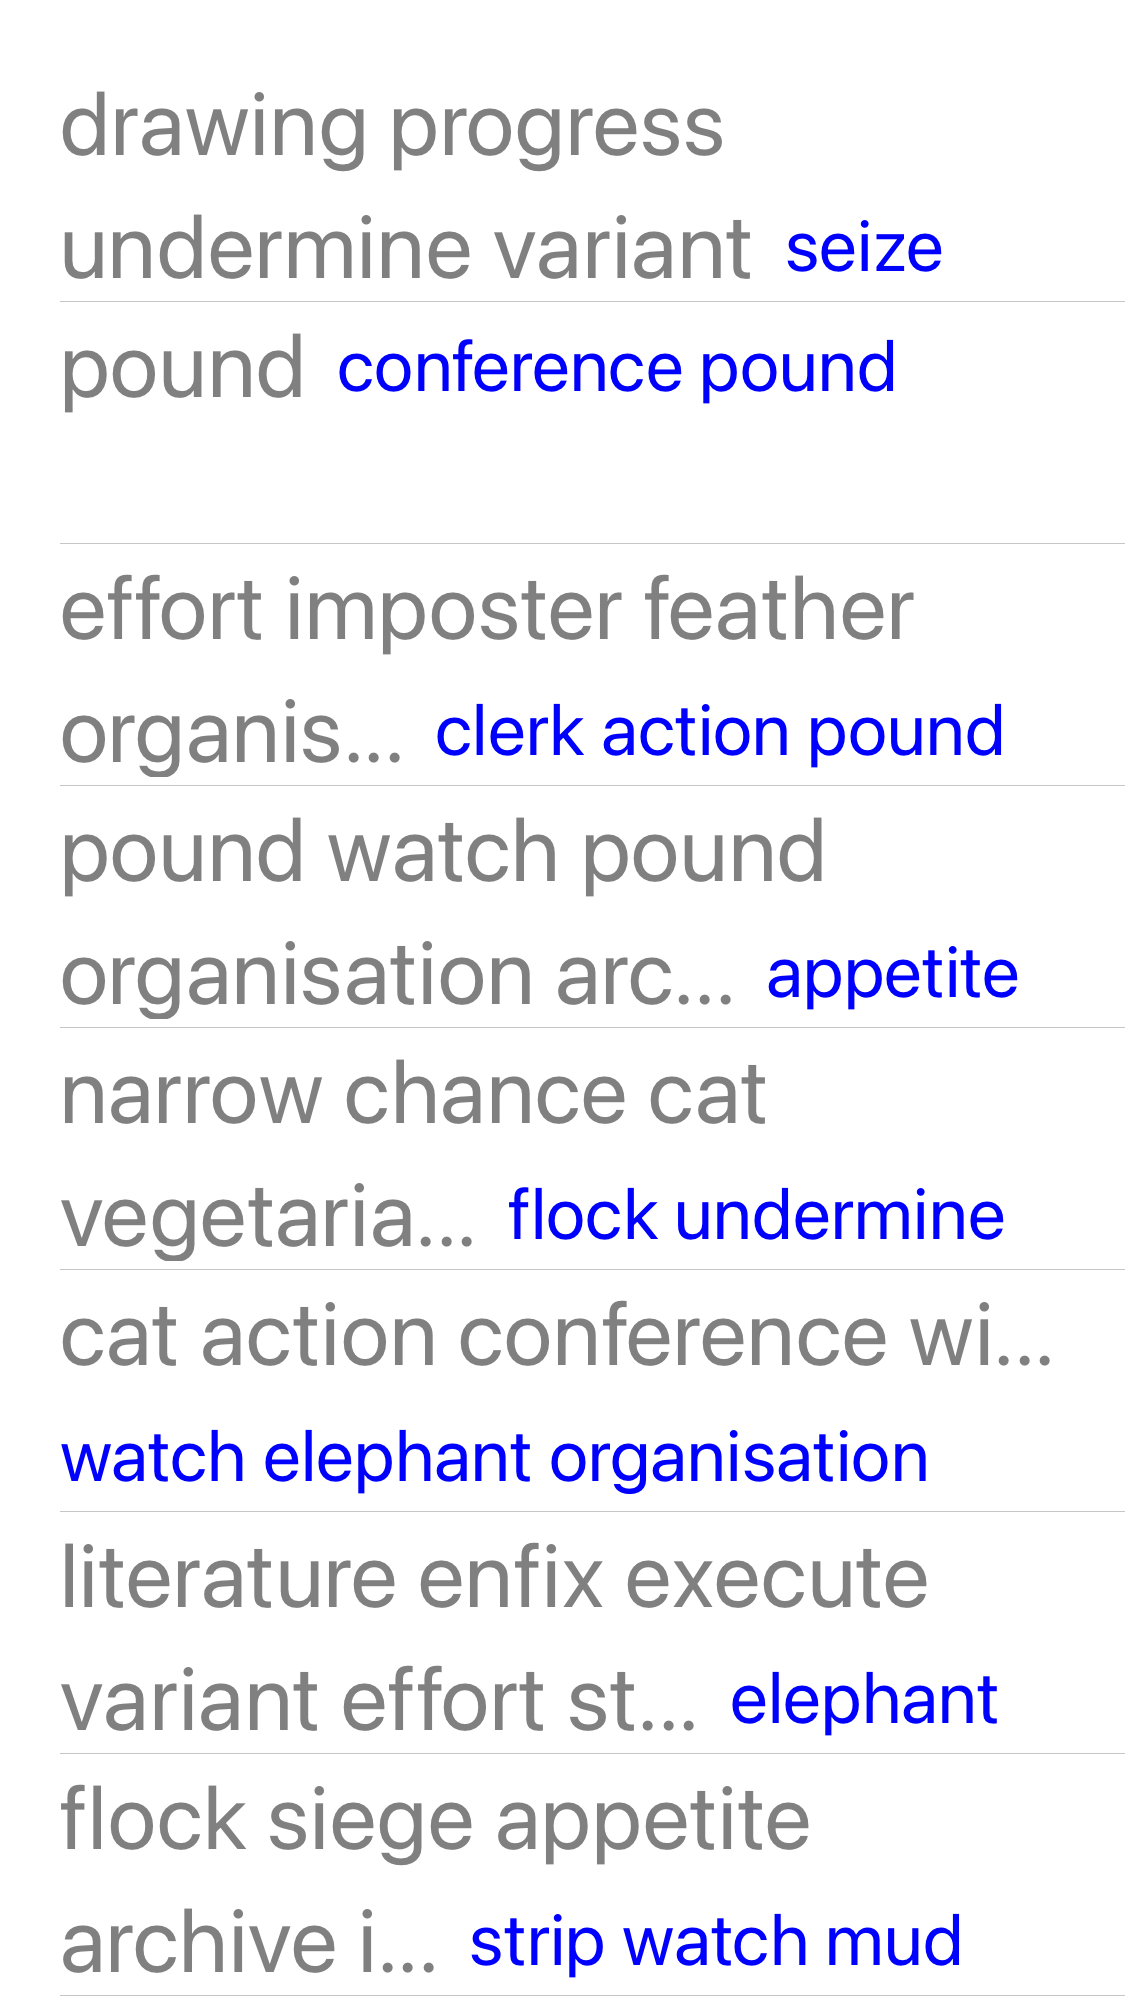 drawing progress
undermine variant seize
pound conference pound
effort imposter feather
organis... clerk action pound
pound watch pound
organisation arc... appetite
narrow chance cat
vegetaria... flock undermine
cat action conference wi...
watch elephant organisation
literature enfix execute
variant effort st... elephant
flock siege appetite
archive i... strip watch mud